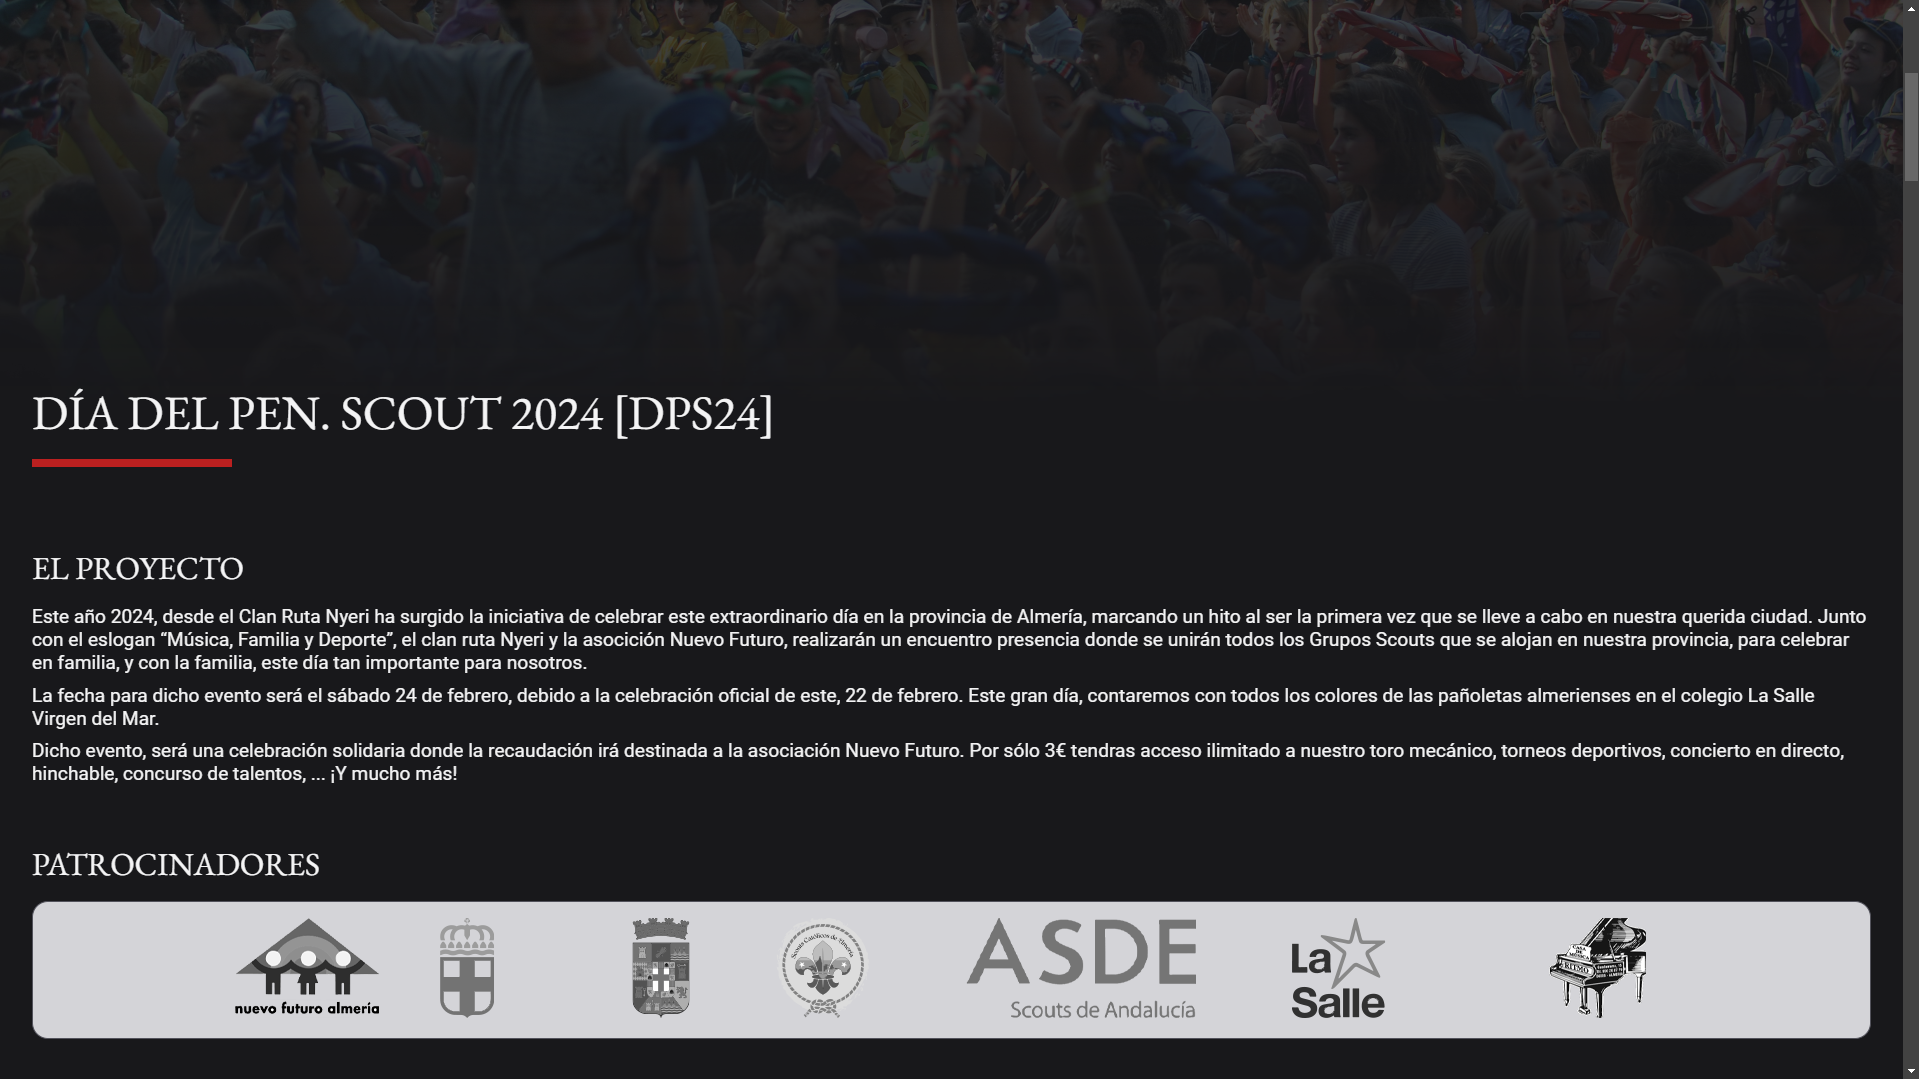 DÍA DEL PEN. SCOUT 2024 [DPS24]
EL PROYECTO
Este año 2024, desde el Clan Ruta Nyeri ha surgido la iniciativa de celebrar este extraordinario día en la provincia de Almería, marcando un hito al ser la primera vez que se lleve a cabo en nuestra querida ciudad. Junto
con el eslogan “Música, Familia y Deporte”, el clan ruta Nyeri y la asocición Nuevo Futuro, realizarán un encuentro presencia donde se unirán todos los Grupos Scouts que se alojan en nuestra provincia, para celebrar
en familia, y con la familia, este día tan importante para nosotros.
La fecha para dicho evento será el sábado 24 de febrero, debido a la celebración oficial de este, 22 de febrero. Este gran día, contaremos con todos los colores de las pañoletas almerienses en el colegio La Salle
Virgen del Mar.
Dicho evento, será una celebración solidaria donde la recaudación irá destinada a la asociación Nuevo Futuro. Por sólo 3€ tendras acceso ilimitado a nuestro toro mecánico, torneos deportivos, concierto en directo,
hinchable, concurso de talentos, ... ¡Y mucho más!
PATROCINADORES
nuevo futuro almería
Scouts Católicos de Almería
ASDE
Scouts de Andalucía
La
Salle
CASA
DE
MÚSICA
RITMO